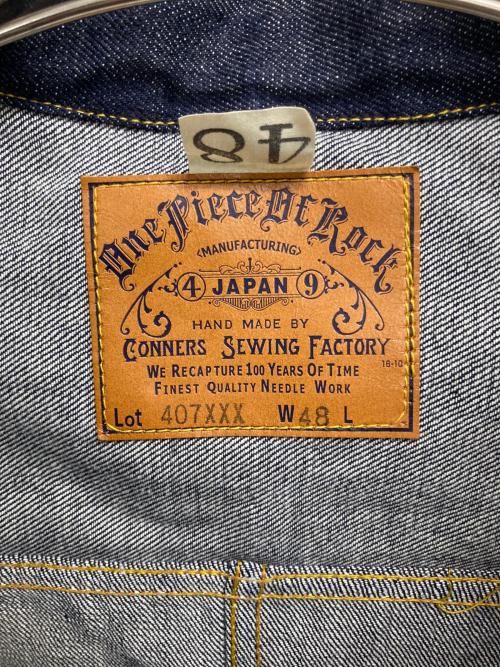 48
One Piece Of Rock
<MANUFACTURING>
4 JAPAN 9
HAND MADE BY
CONNERS SEWING FACTORY
WE RECAPTURE 100 YEARS OF TIME
16-10
FINEST QUALITY NEEDLE WORK
Lot 407XXX W48 L